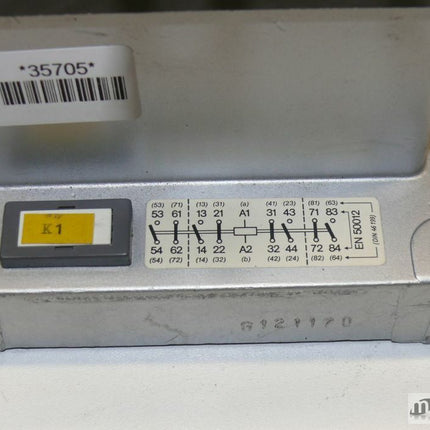 *35705*
K1
(53) (71) (13) (31) (a) (41) (23) (81) (63)
53 61 13 21 A1 31 43 71 83
54 62 14 22 A2 32 44 72 84
(54) (72) (14) (32) (b) (42) (24) (82) (64)
EN 50012
(DIN 46 199)
G121170